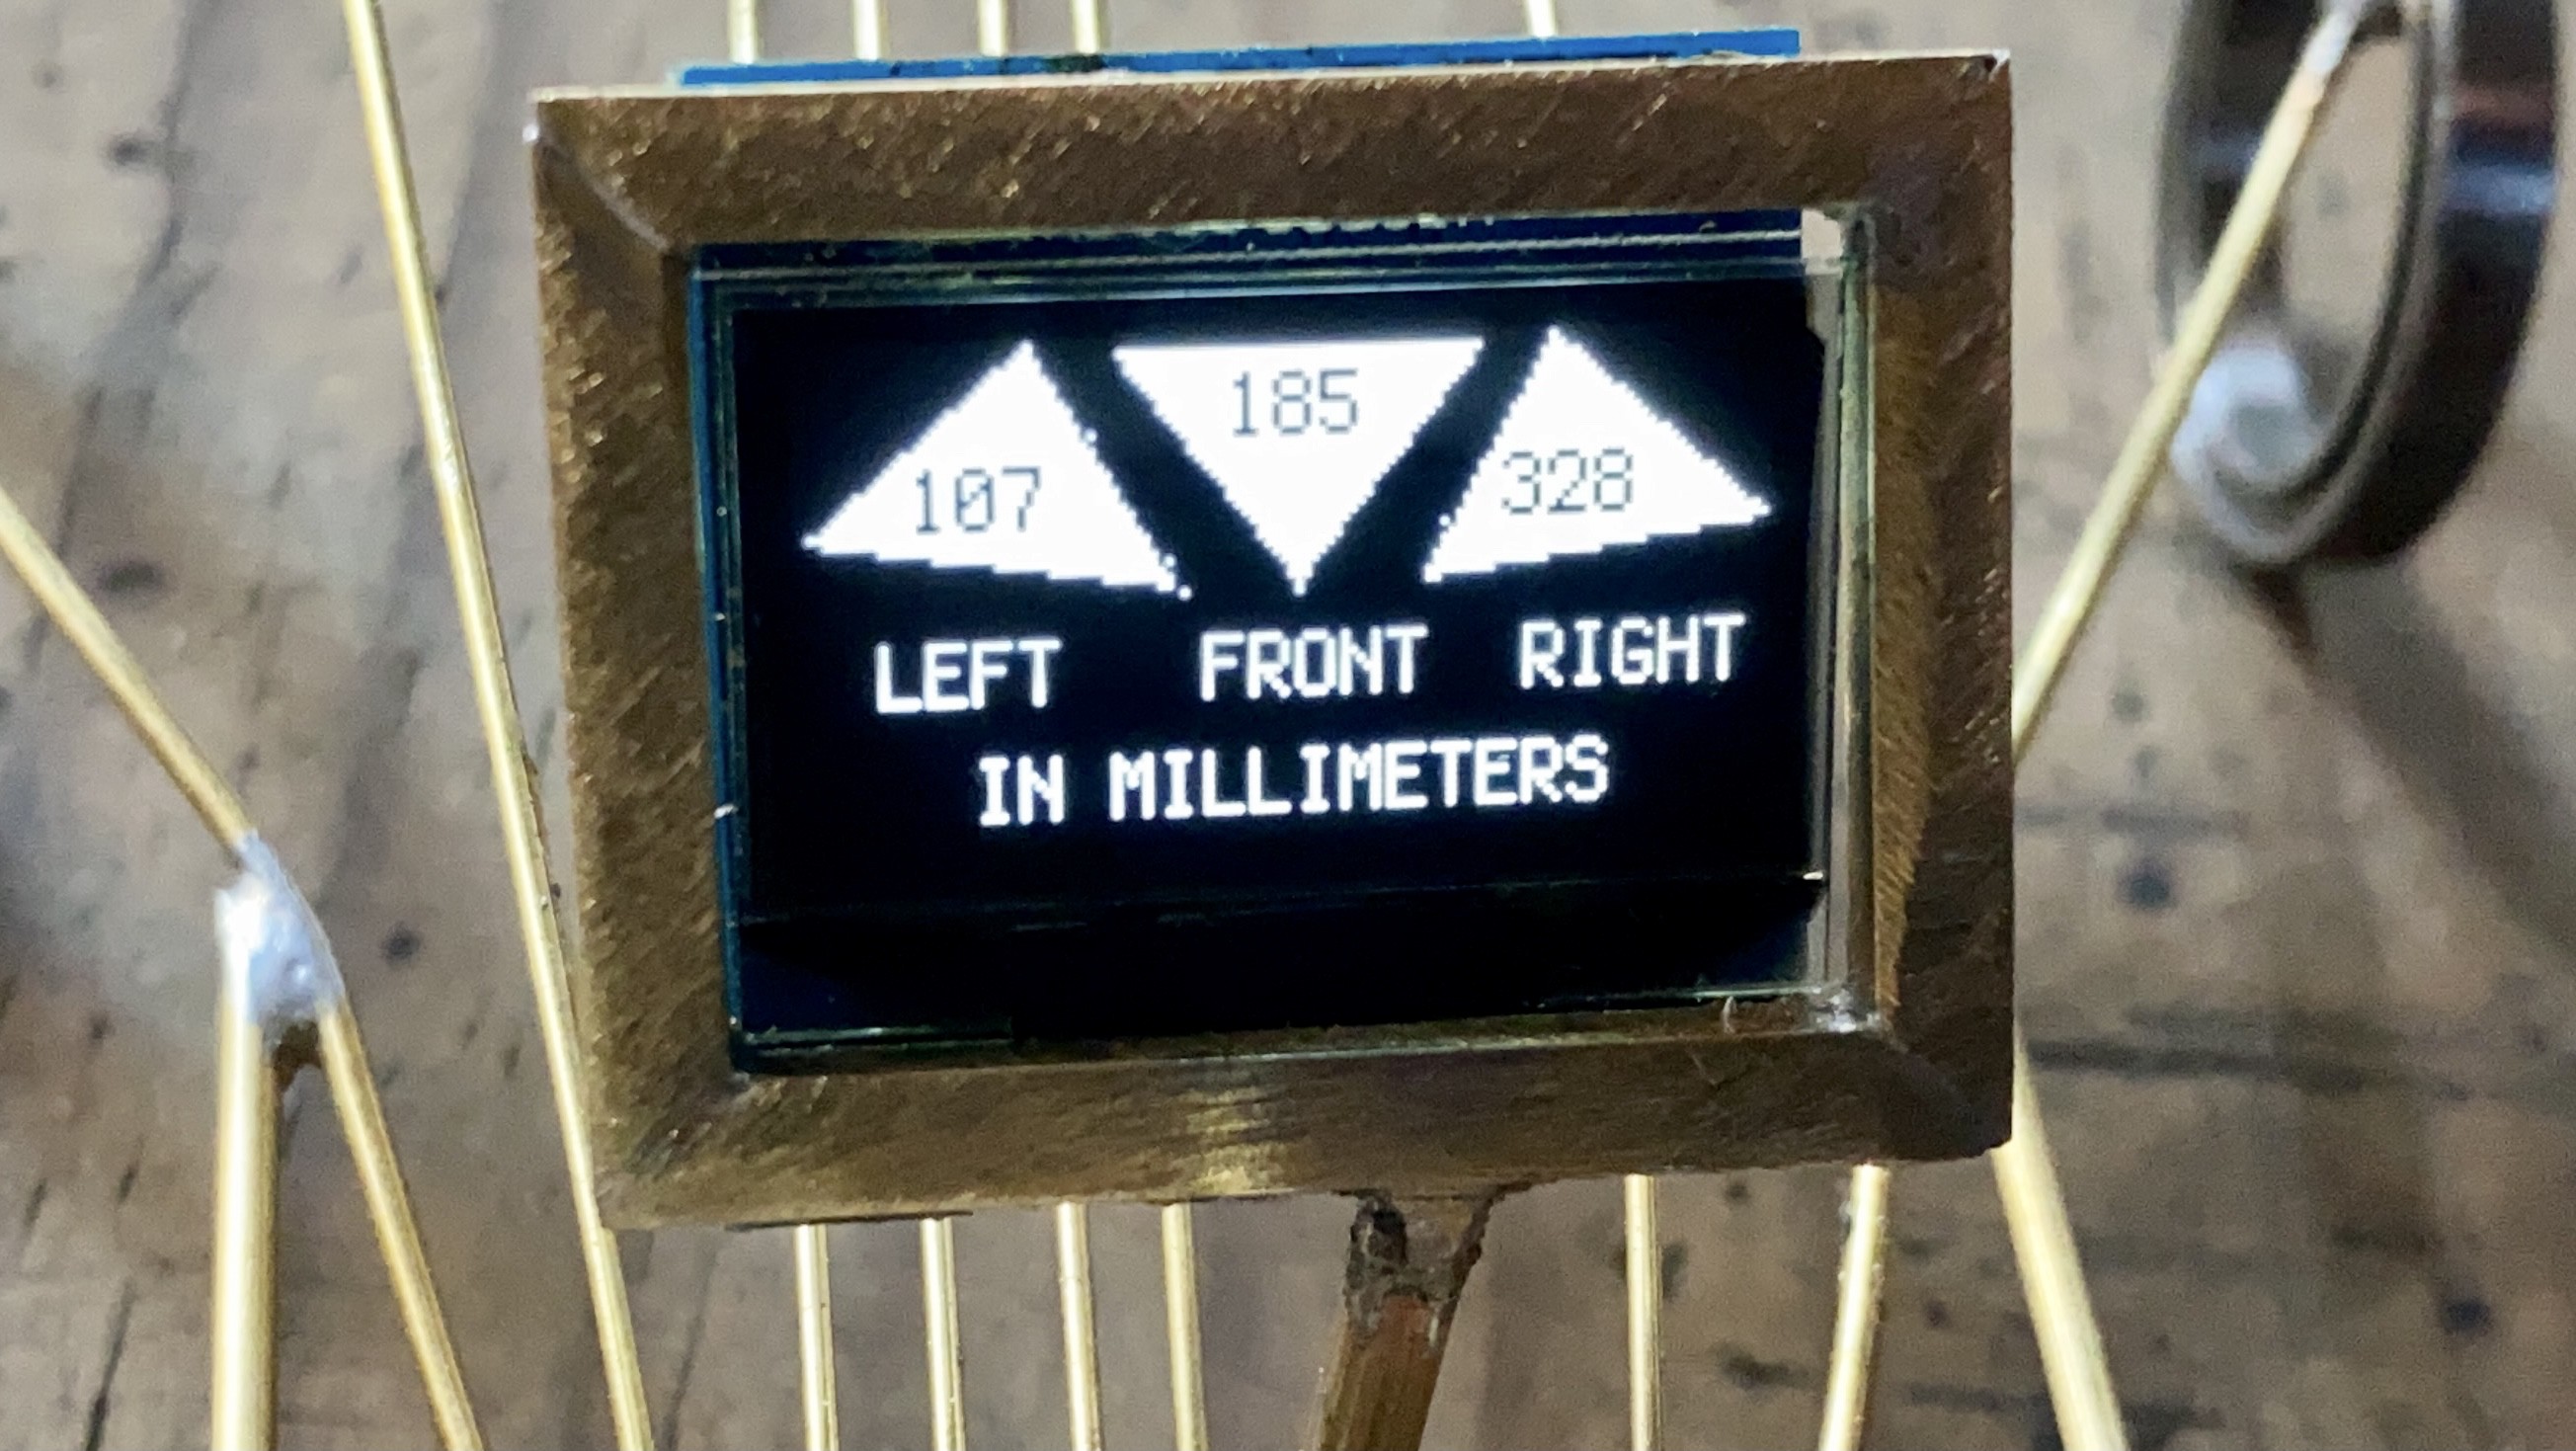 185
107 328
LEFT FRONT RIGHT
IN MILLIMETERS